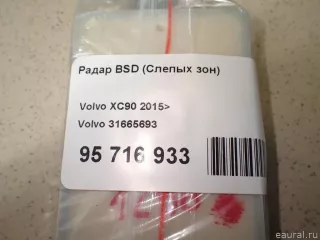 Радар BSD (Слепых зон)
Volvo XC90 2015>
Volvo 31665693
95 716 933
eaural.ru